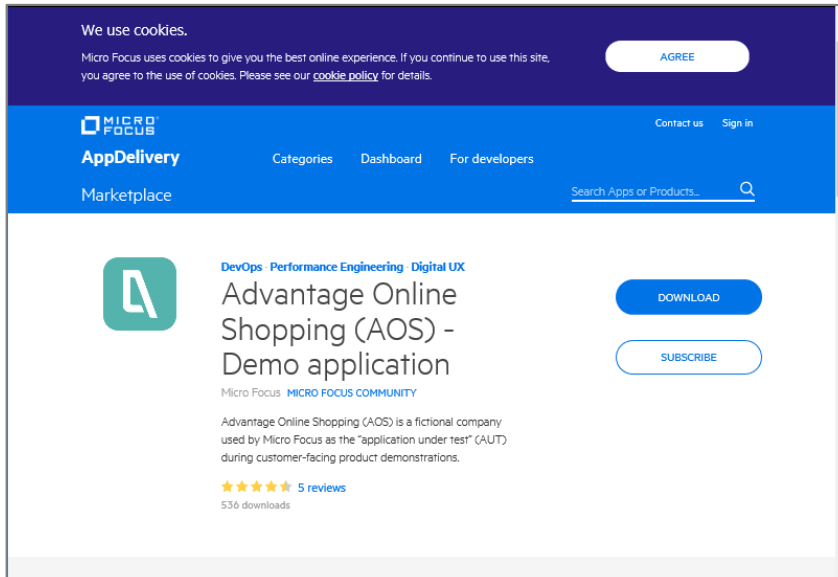 We use cookies.
Micro Focus uses cookies to give you the best online experience. If you continue to use this site,
you agree to the use of cookies. Please see our cookie policy for details.
AGREE
MICRO
FOCUS
Contact us Sign in
AppDelivery
Categories Dashboard For developers
Marketplace
Search Apps or Products...
DevOps · Performance Engineering · Digital UX
Advantage Online
Shopping (AOS) -
Demo application
DOWNLOAD
SUBSCRIBE
Micro Focus MICRO FOCUS COMMUNITY
Advantage Online Shopping (AOS) is a fictional company
used by Micro Focus as the "application under test" (AUT)
during customer-facing product demonstrations.
5 reviews
536 downloads